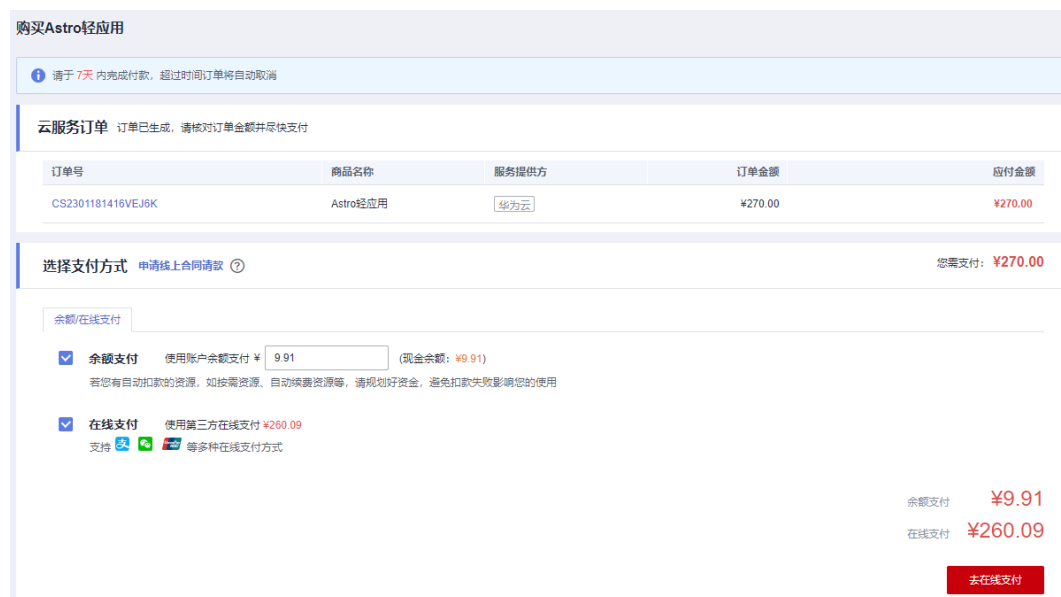 购买Astro轻应用
请于 7天 内完成付款，超过时间订单将自动取消
云服务订单 订单已生成，请核对订单金额并尽快支付
订单号 商品名称 服务提供方 订单金额 应付金额
CS2301181416VEJ6K Astro轻应用 华为云 ¥270.00 ¥270.00
选择支付方式 申请线上合同请款 ? 您需支付：¥270.00
余额/在线支付
余额支付 使用账户余额支付 ¥ 9.91 (现金余额：¥9.91)
若您有自动扣款的资源，如按需资源、自动续费资源等，请规划好资金，避免扣款失败影响您的使用
在线支付 使用第三方在线支付 ¥260.09
支持 支 等多种在线支付方式
余额支付 ¥9.91
在线支付 ¥260.09
去在线支付